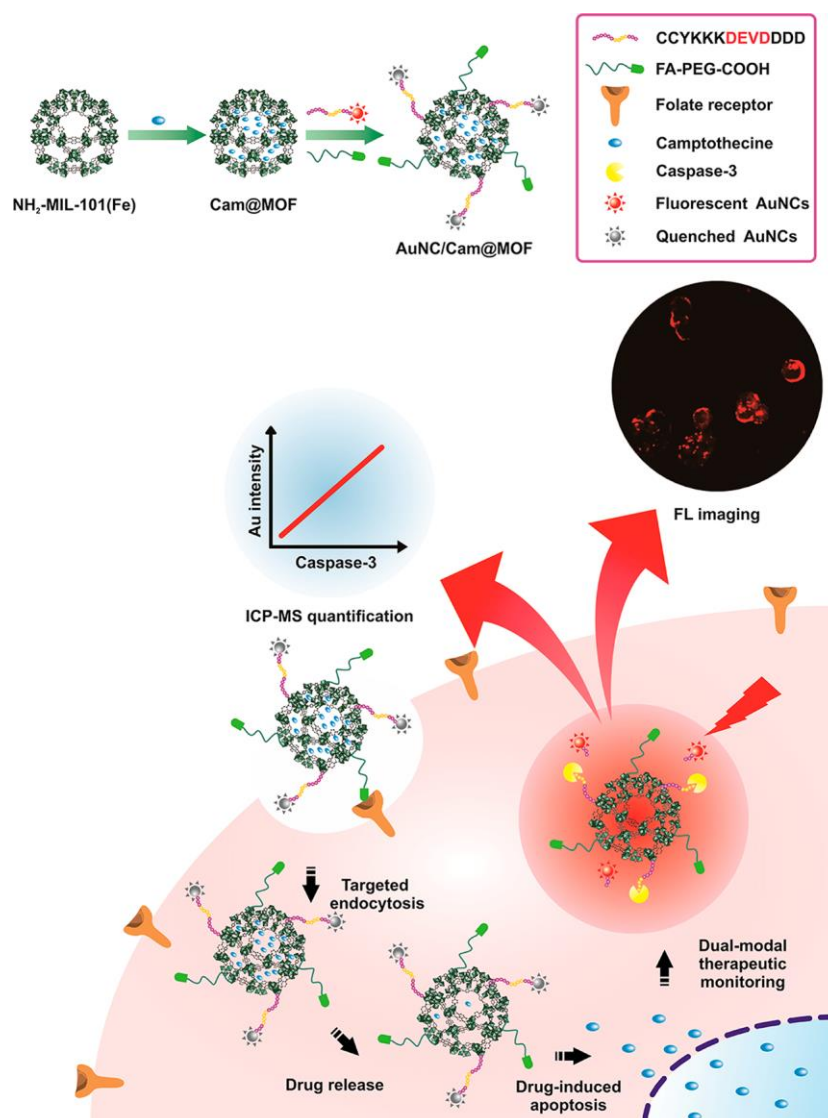 CCYKKKDEVDDDD
FA-PEG-COOH
Folate receptor
Camptothecine
Caspase-3
Fluorescent AuNCs
Quenched AuNCs
NH₂-MIL-101(Fe)
Cam@MOF
AuNC/Cam@MOF
Au intensity
Caspase-3
ICP-MS quantification
FL imaging
Targeted
endocytosis
Drug release
Drug-induced
apoptosis
Dual-modal
therapeutic
monitoring